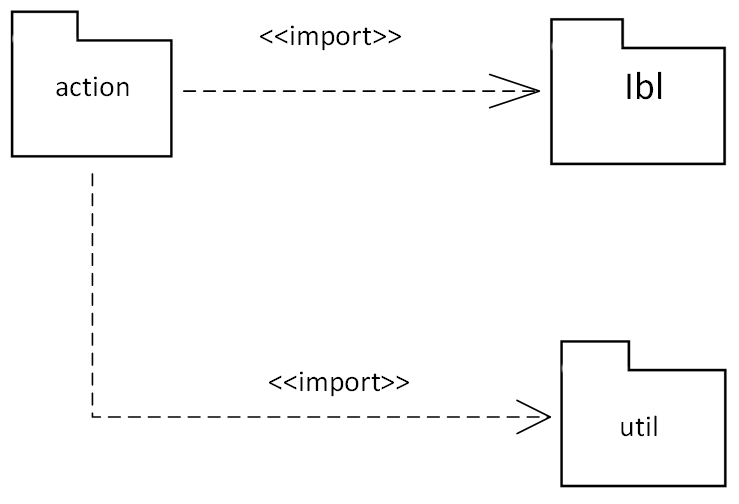 <<import>>
action
Ibl
<<import>>
util